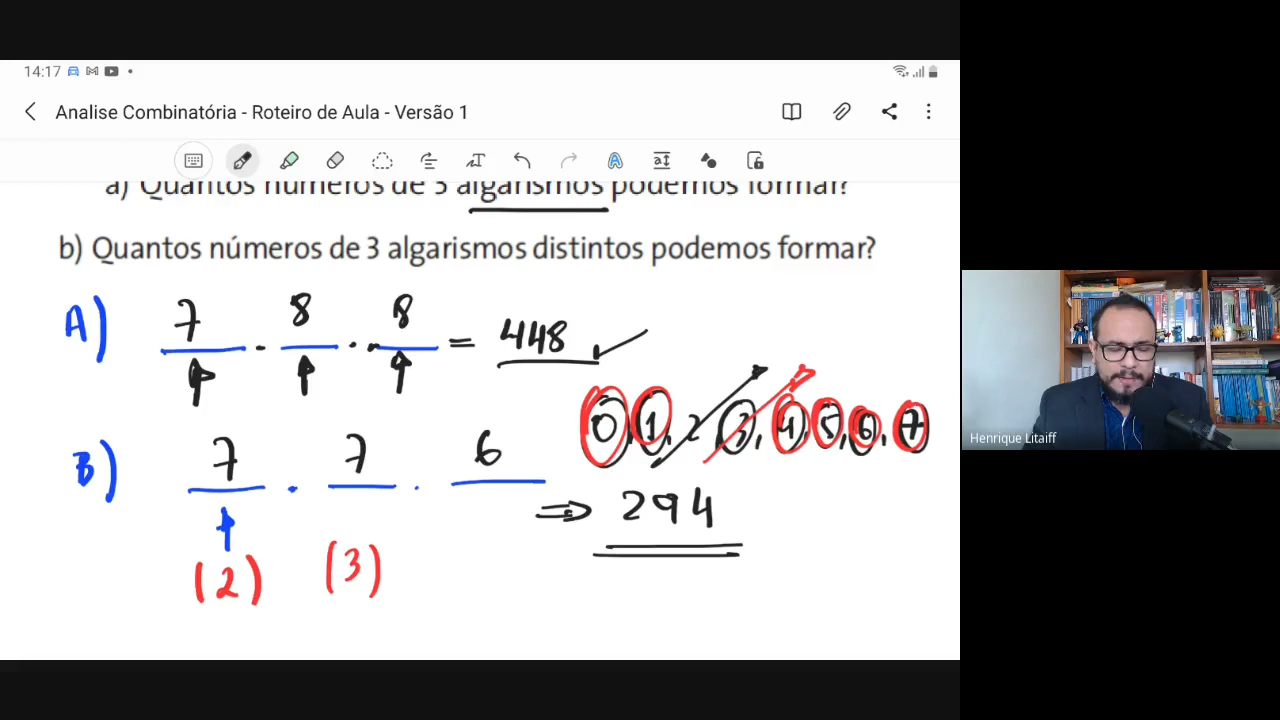 14:17
Analise Combinatória - Roteiro de Aula - Versão 1
a) Quantos números de 3 algarismos podemos formar?
b) Quantos números de 3 algarismos distintos podemos formar?
A) 7 . 8 . 8 = 448
0, 1, 2, 3, 4, 5, 6, 7
B) 7 . 7 . 6 ⇒ 294
(2) (3)
Henrique Litaiff